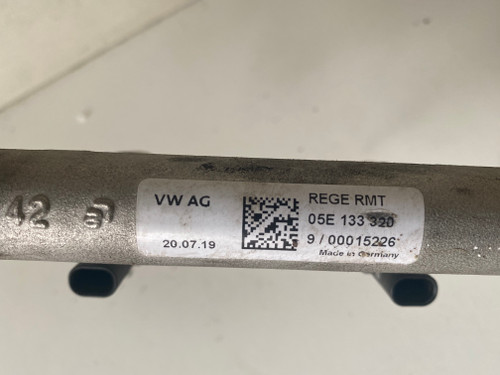 42
VW AG
20.07.19
REGE RMT
05E 133 320
9/00015226
Made in Germany